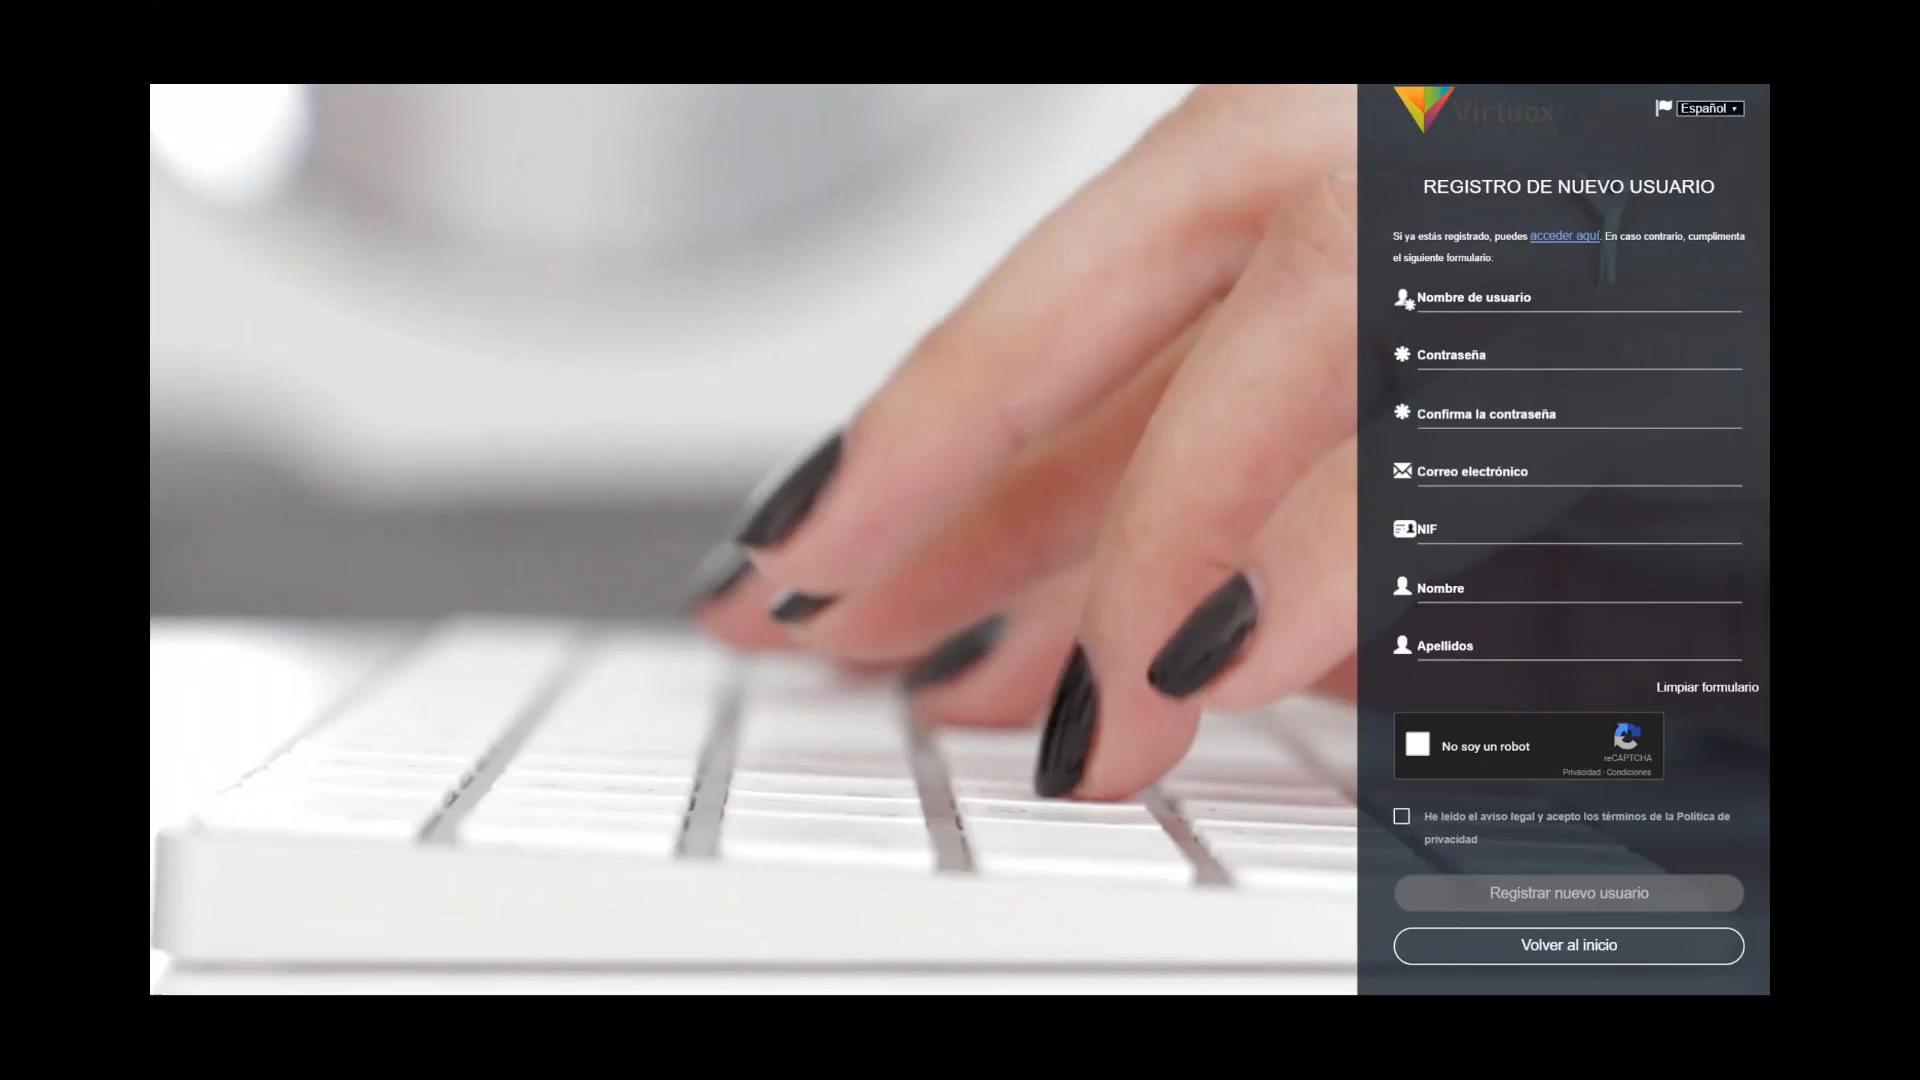 Virtuox
Español
REGISTRO DE NUEVO USUARIO
Si ya estás registrado, puedes acceder aquí. En caso contrario, cumplimenta
el siguiente formulario:
Nombre de usuario
Contraseña
Confirma la contraseña
Correo electrónico
NIF
Nombre
Apellidos
Limpiar formulario
No soy un robot
reCAPTCHA
Privacidad - Condiciones
He leído el aviso legal y acepto los términos de la Política de
privacidad
Registrar nuevo usuario
Volver al inicio